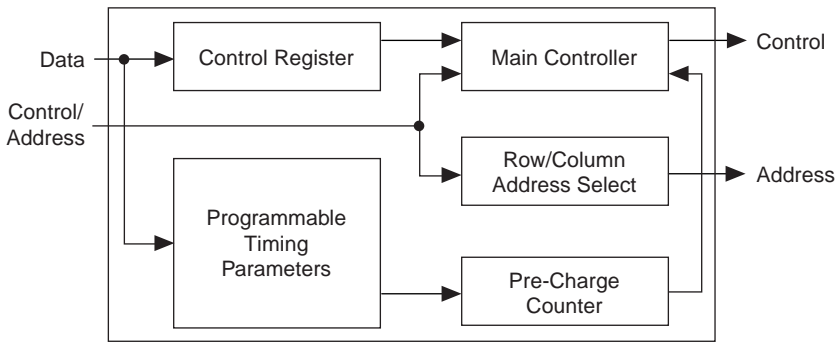 Data
Control Register
Main Controller
Control
Control/
Address
Row/Column
Address Select
Address
Programmable
Timing
Parameters
Pre-Charge
Counter